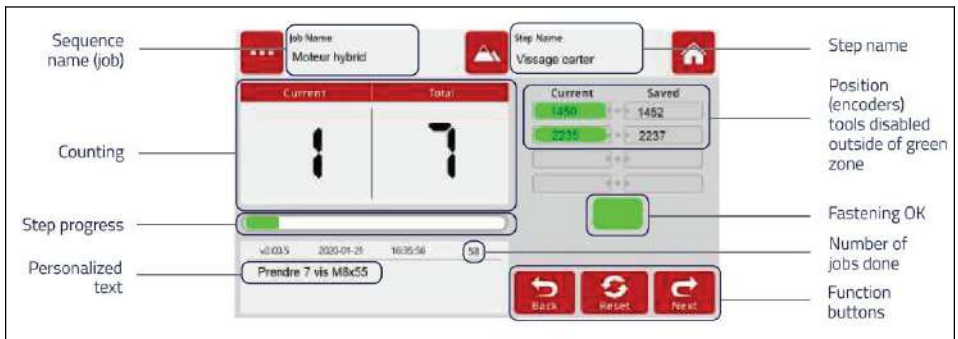 Sequence
name (job)
Counting
Step progress
Personalized
text
Job Name
Moteur hybrid
Step Name
Vissage carter
Current Total
1 7
Current Saved
1450 1452
2235 2237
v2.03.5 2020-01-21 16:35:56 58
Prendre 7 vis M8x55
Back Reset Next
Step name
Position
(encoders)
tools disabled
outside of green
zone
Fastening OK
Number of
jobs done
Function
buttons